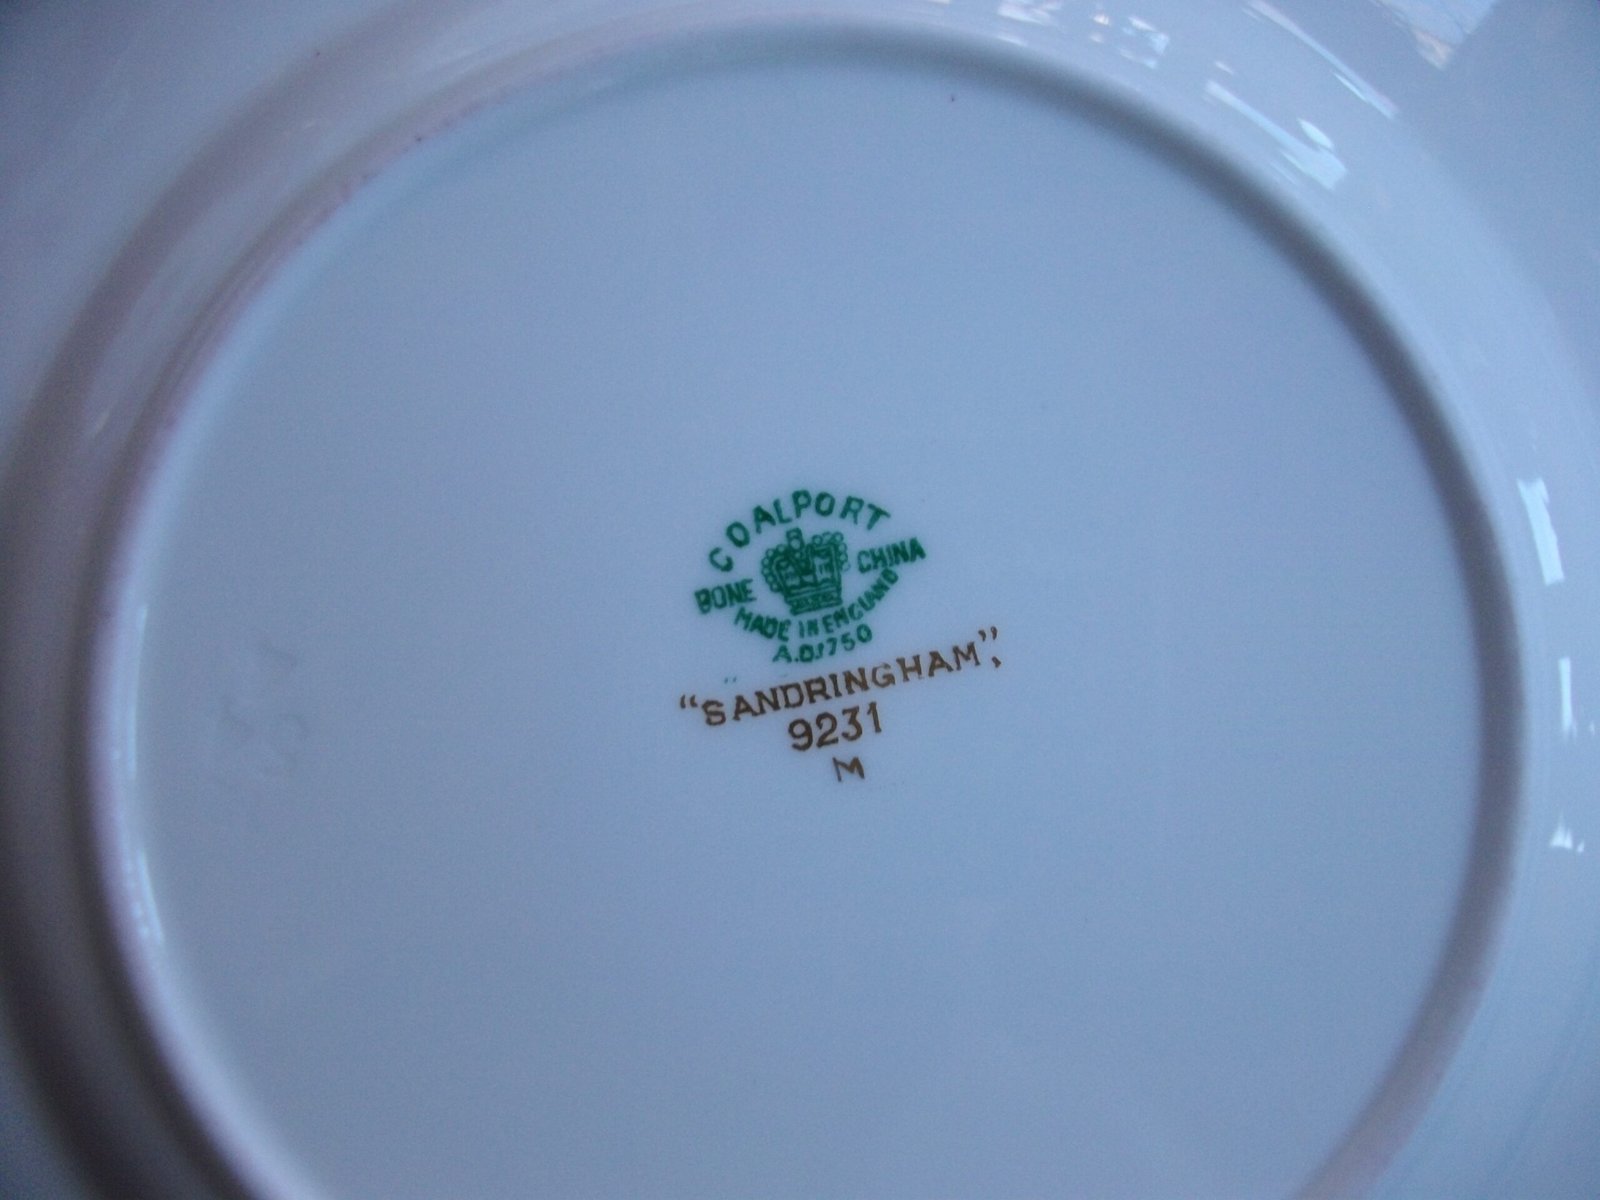 COALPORT
BONE CHINA
MADE IN ENGLAND
A.D.1750
"SANDRINGHAM",
9231
M